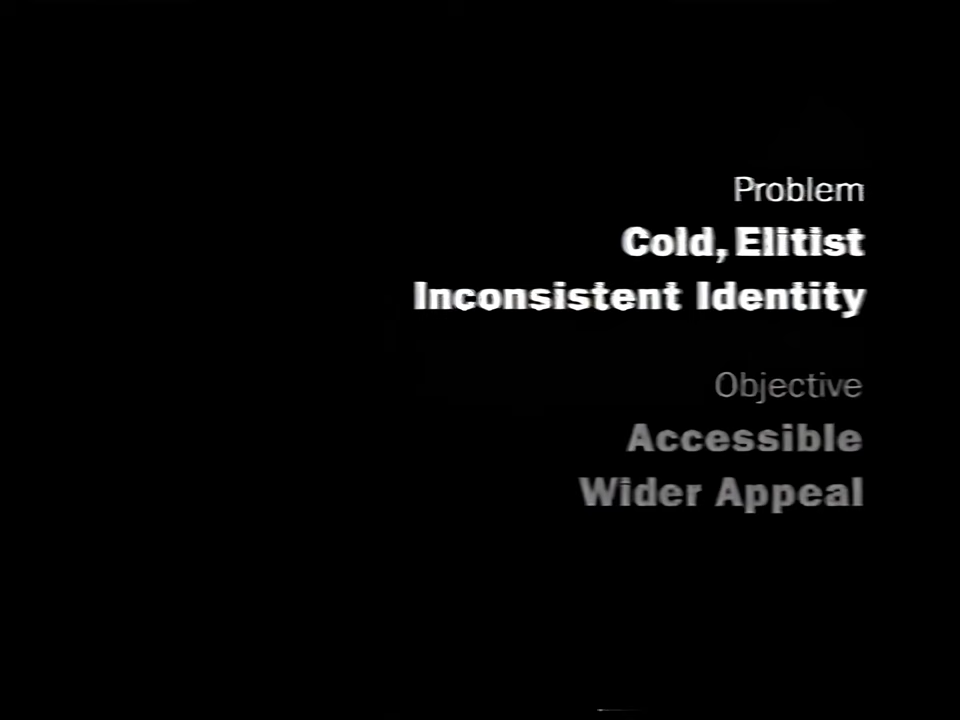 Problem
Cold, Elitist
Inconsistent Identity
Objective
Accessible
Wider Appeal